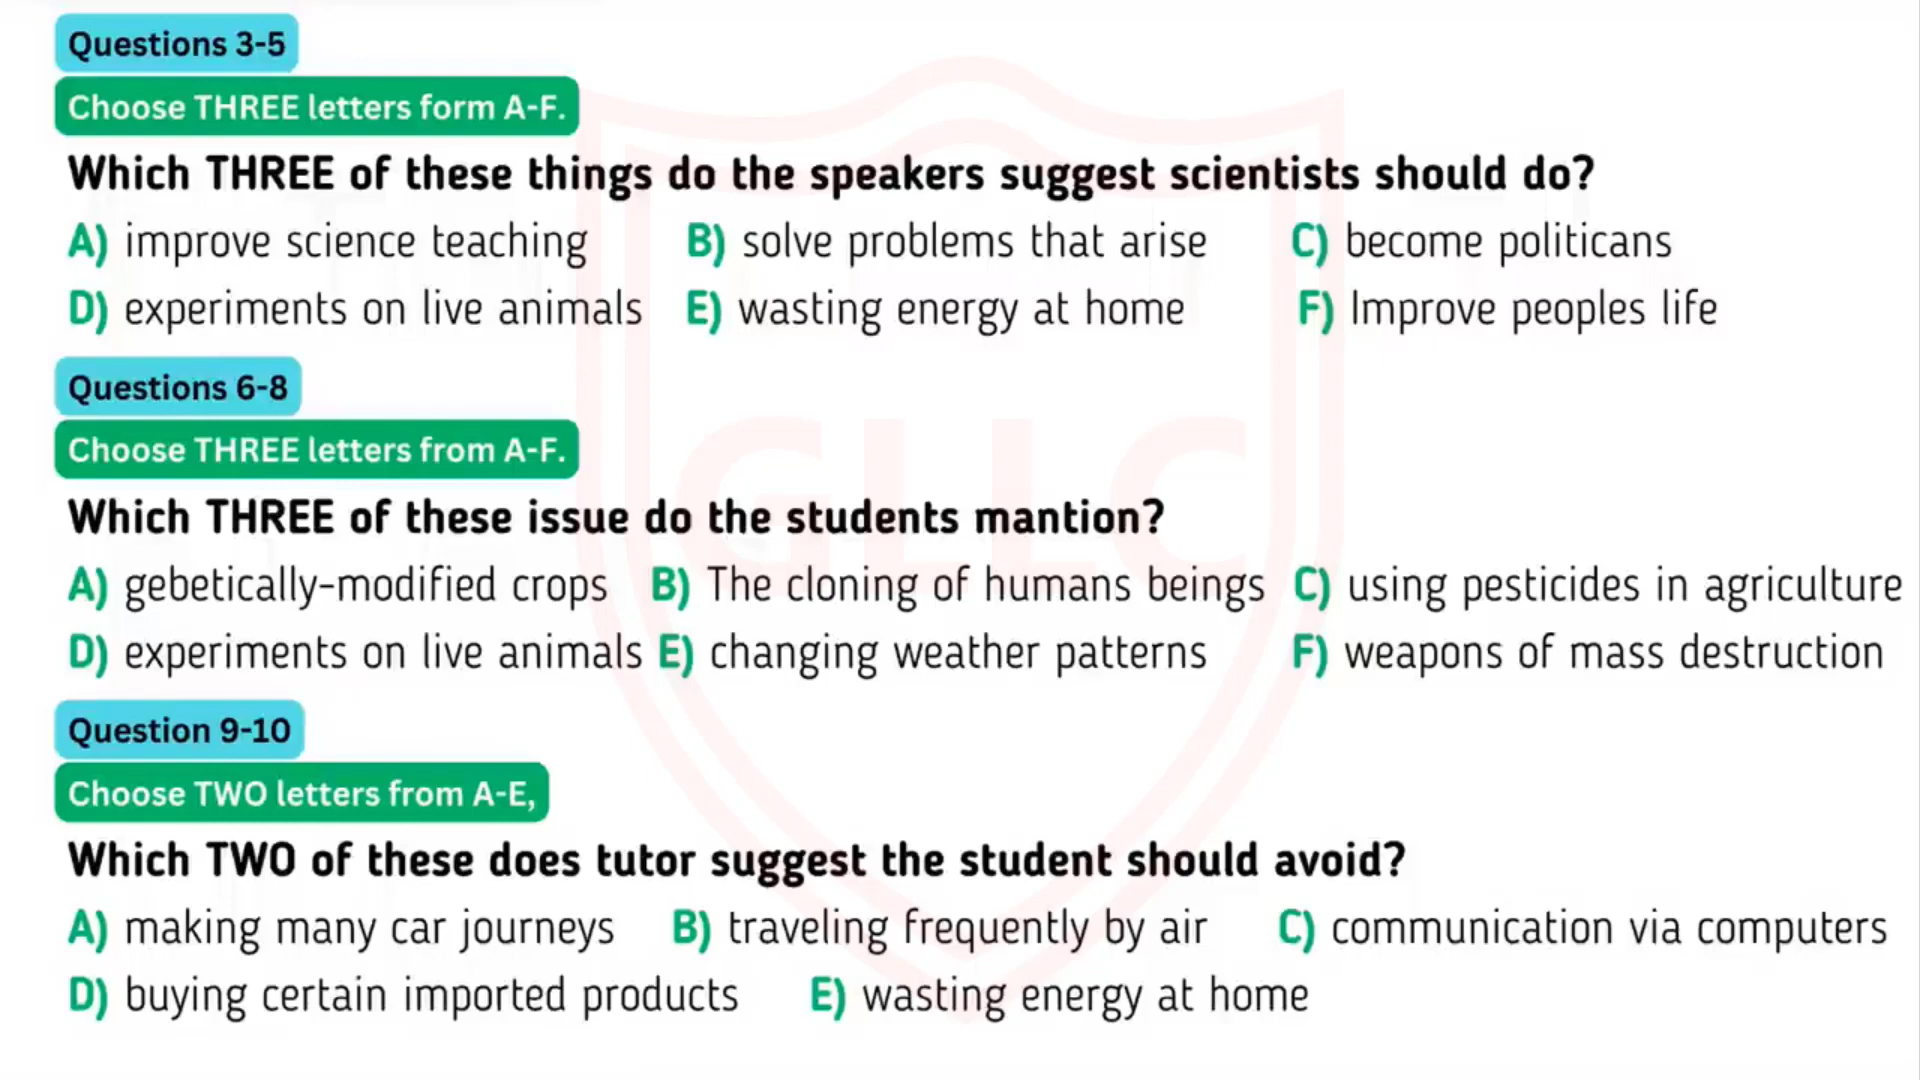 Questions 3-5
Choose THREE letters form A-F.
Which THREE of these things do the speakers suggest scientists should do?
A) improve science teaching B) solve problems that arise C) become politicans
D) experiments on live animals E) wasting energy at home F) Improve peoples life
Questions 6-8
Choose THREE letters from A-F.
Which THREE of these issue do the students mantion?
A) gebetically-modified crops B) The cloning of humans beings C) using pesticides in agriculture
D) experiments on live animals E) changing weather patterns F) weapons of mass destruction
Question 9-10
Choose TWO letters from A-E,
Which TWO of these does tutor suggest the student should avoid?
A) making many car journeys B) traveling frequently by air C) communication via computers
D) buying certain imported products E) wasting energy at home
GLLC